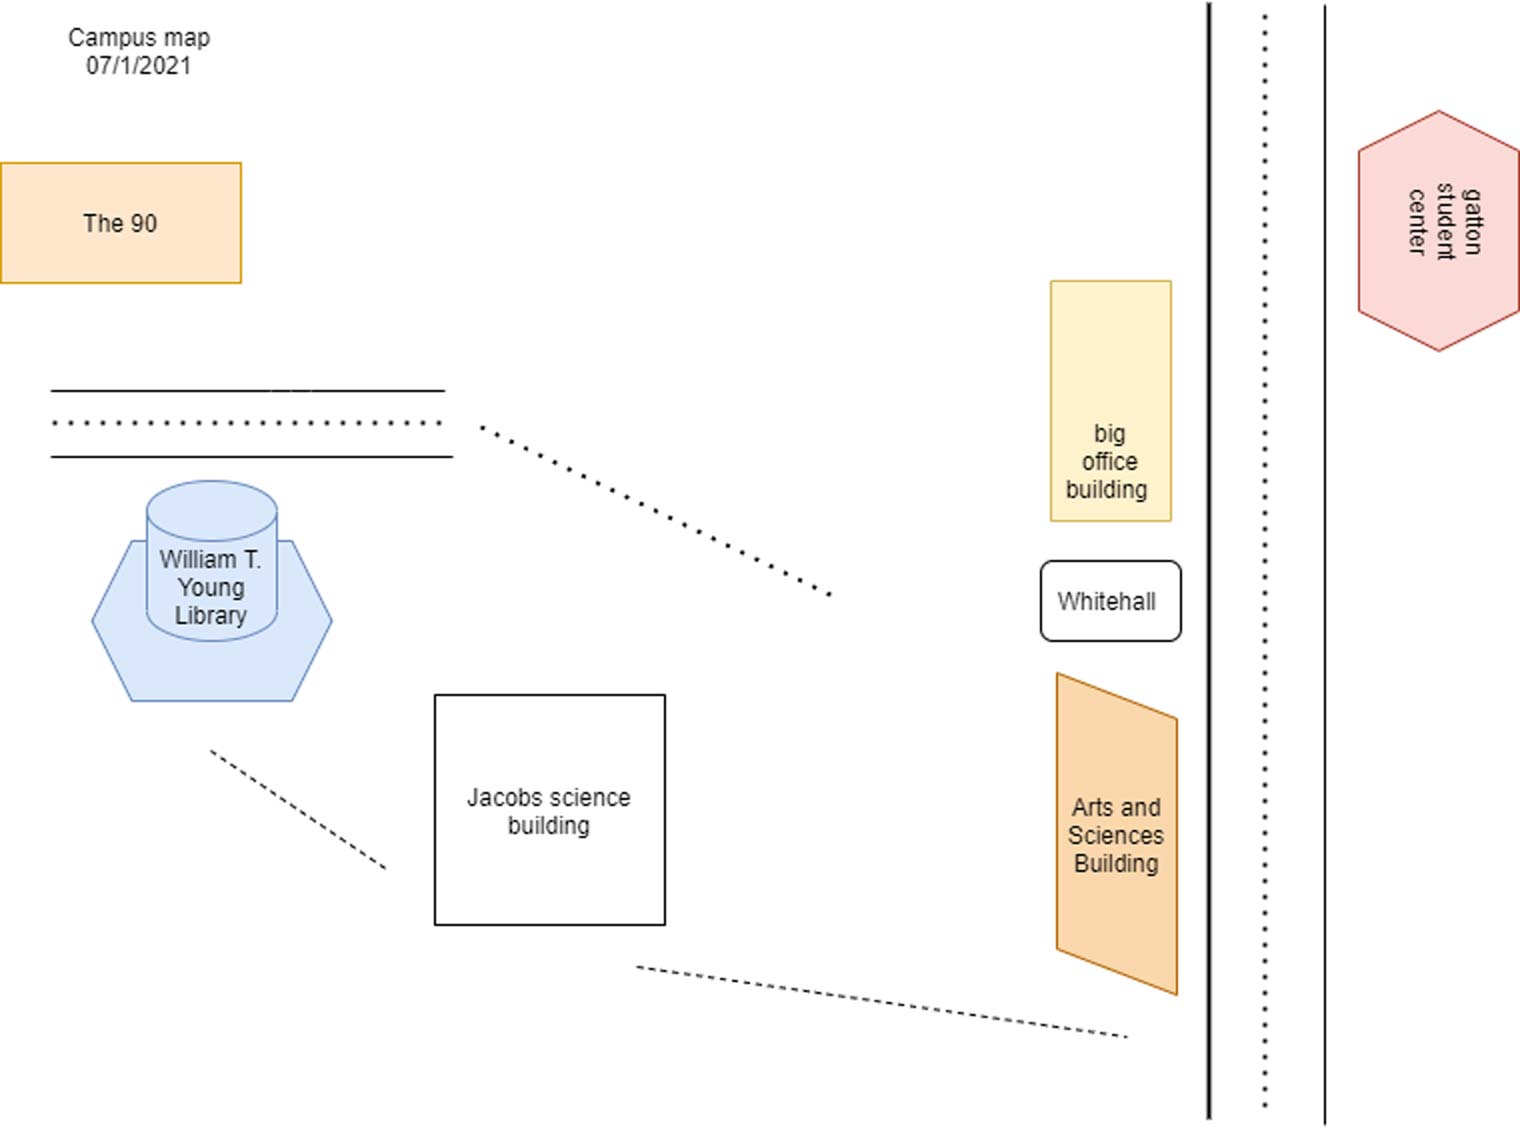 Campus map
07/1/2021
The 90
gatton
student
center
big
office
building
William T.
Young
Library
Whitehall
Jacobs science
building
Arts and
Sciences
Building